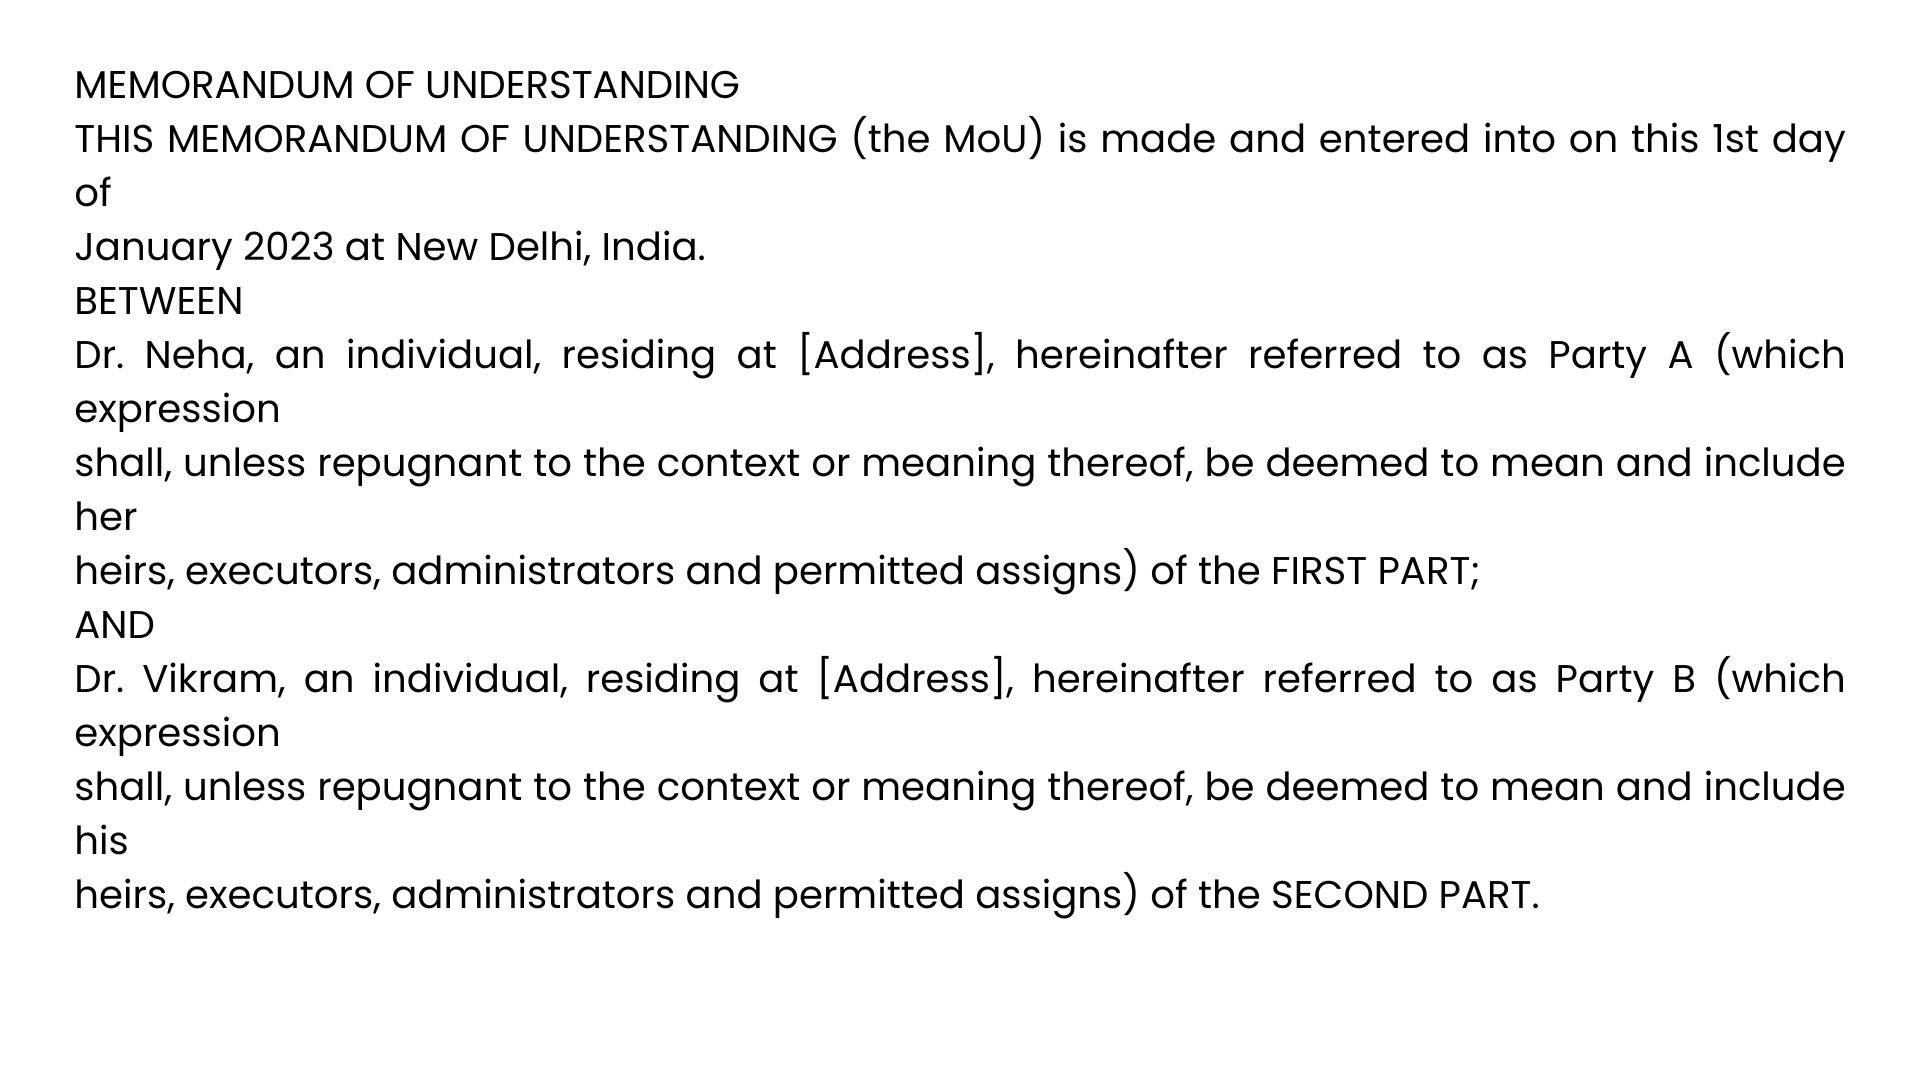 MEMORANDUM OF UNDERSTANDING
THIS MEMORANDUM OF UNDERSTANDING (the MoU) is made and entered into on this 1st day
of
January 2023 at New Delhi, India.
BETWEEN
Dr. Neha, an individual, residing at [Address], hereinafter referred to as Party A (which
expression
shall, unless repugnant to the context or meaning thereof, be deemed to mean and include
her
heirs, executors, administrators and permitted assigns) of the FIRST PART;
AND
Dr. Vikram, an individual, residing at [Address], hereinafter referred to as Party B (which
expression
shall, unless repugnant to the context or meaning thereof, be deemed to mean and include
his
heirs, executors, administrators and permitted assigns) of the SECOND PART.